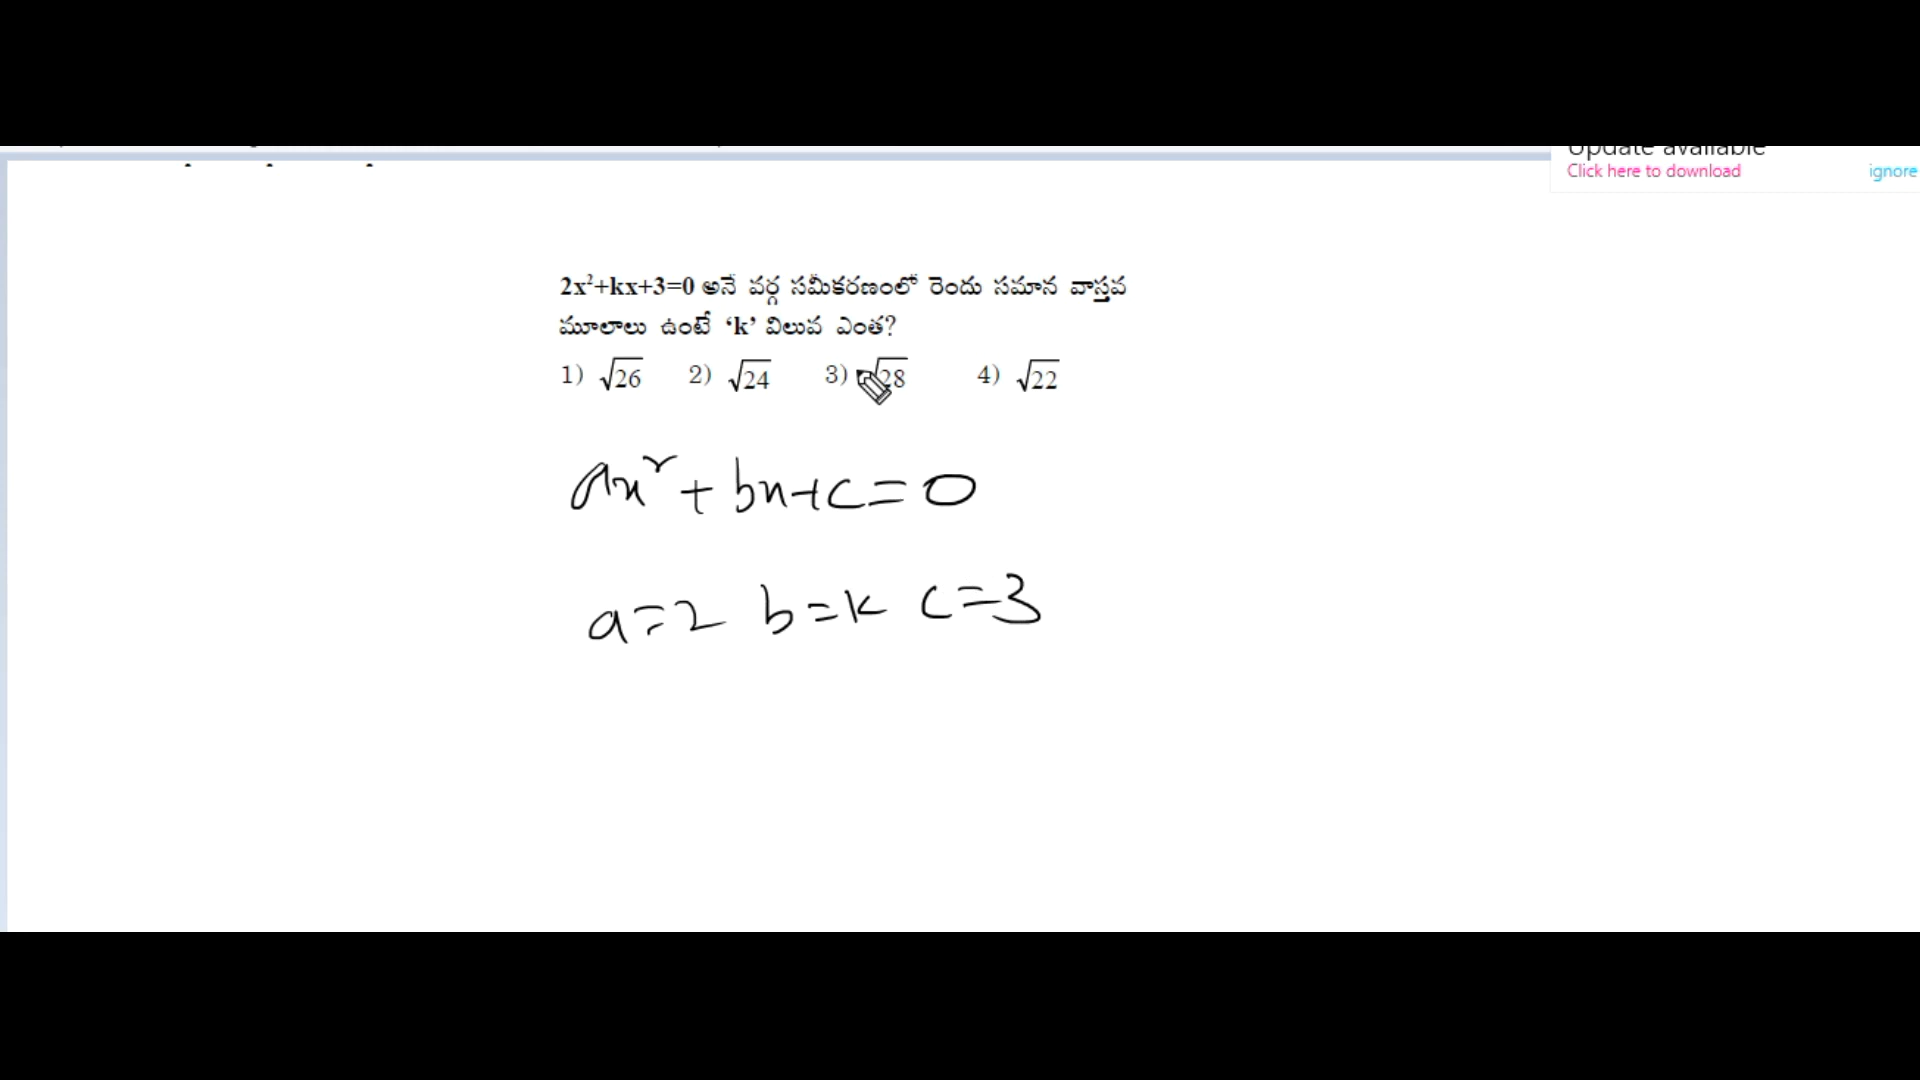 Update available
Click here to download ignore
2x²+kx+3=0 అనే వర్గ సమీకరణంలో రెండు సమాన వాస్తవ
మూలాలు ఉంటే ‘k’ విలువ ఎంత?
1) √26 2) √24 3) √28 4) √22
ax² + bx+c=0
a=2 b=k c=3